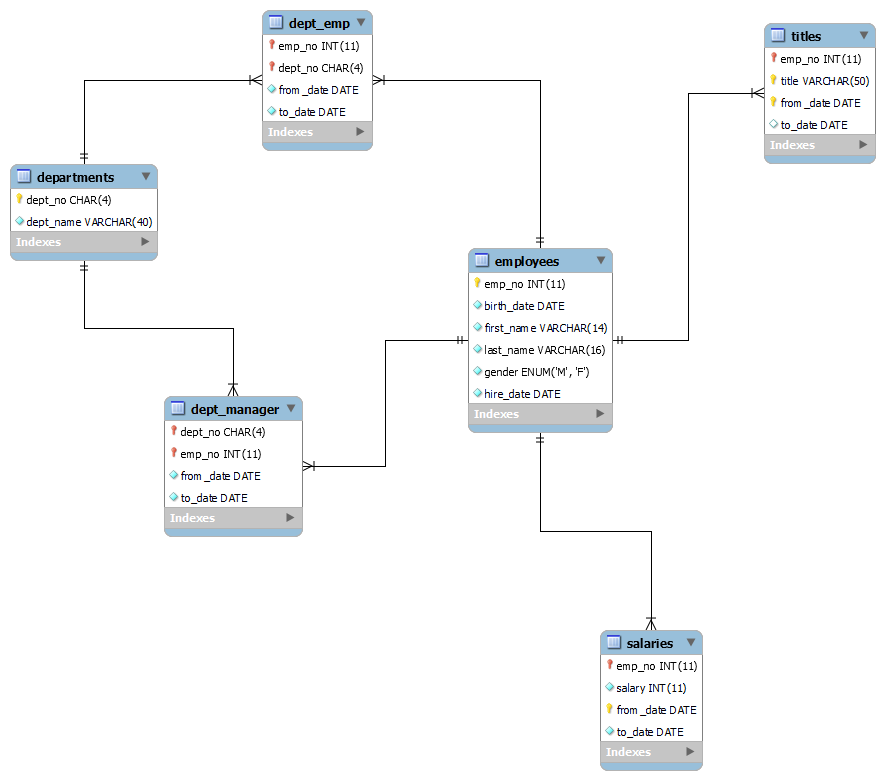 dept_emp
emp_no INT(11)
dept_no CHAR(4)
from_date DATE
to_date DATE
Indexes
titles
emp_no INT(11)
title VARCHAR(50)
from_date DATE
to_date DATE
Indexes
departments
dept_no CHAR(4)
dept_name VARCHAR(40)
Indexes
employees
emp_no INT(11)
birth_date DATE
first_name VARCHAR(14)
last_name VARCHAR(16)
gender ENUM('M', 'F')
hire_date DATE
Indexes
dept_manager
dept_no CHAR(4)
emp_no INT(11)
from_date DATE
to_date DATE
Indexes
salaries
emp_no INT(11)
salary INT(11)
from_date DATE
to_date DATE
Indexes